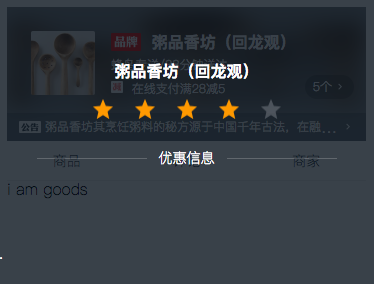 品牌 粥品香坊（回龙观）
粥品香坊（回龙观）
减 在线支付满28减5 5个 >
公告 粥品香坊其烹饪粥料的秘方源于中国千年古法，在融... >
商品 优惠信息 商家
i am goods